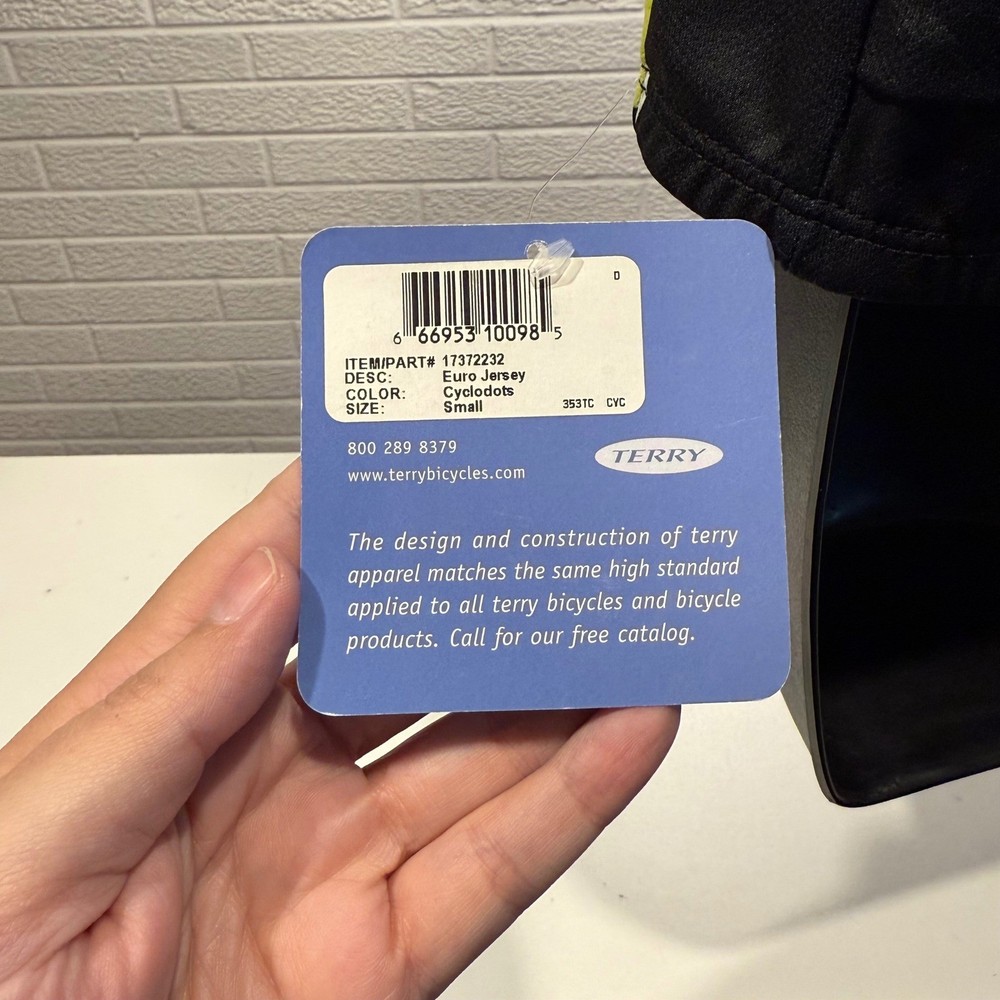 D
6 66953 10098 5
ITEM/PART# 17372232
DESC: Euro Jersey
COLOR: Cyclodots
SIZE: Small 353TC CYC
800 289 8379
TERRY
www.terrybicycles.com
The design and construction of terry
apparel matches the same high standard
applied to all terry bicycles and bicycle
products. Call for our free catalog.